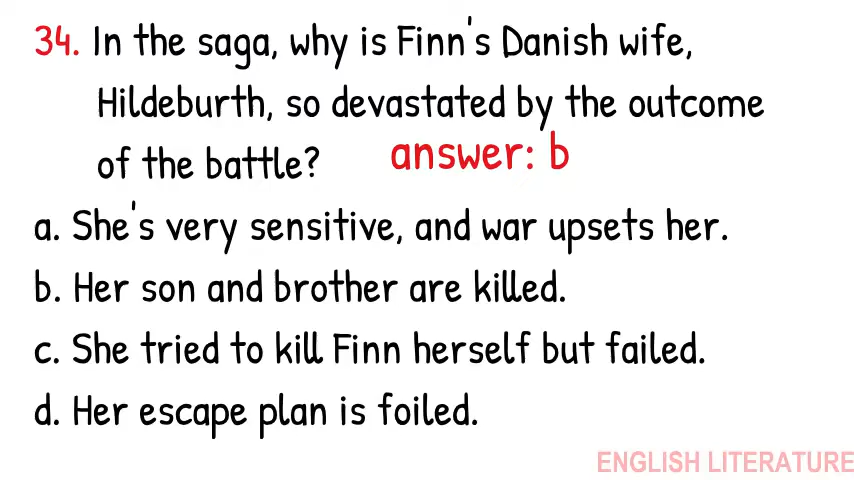 34. In the saga, why is Finn's Danish wife,
Hildeburth, so devastated by the outcome
of the battle? answer: b
a. She's very sensitive, and war upsets her.
b. Her son and brother are killed.
c. She tried to kill Finn herself but failed.
d. Her escape plan is foiled.
ENGLISH LITERATURE